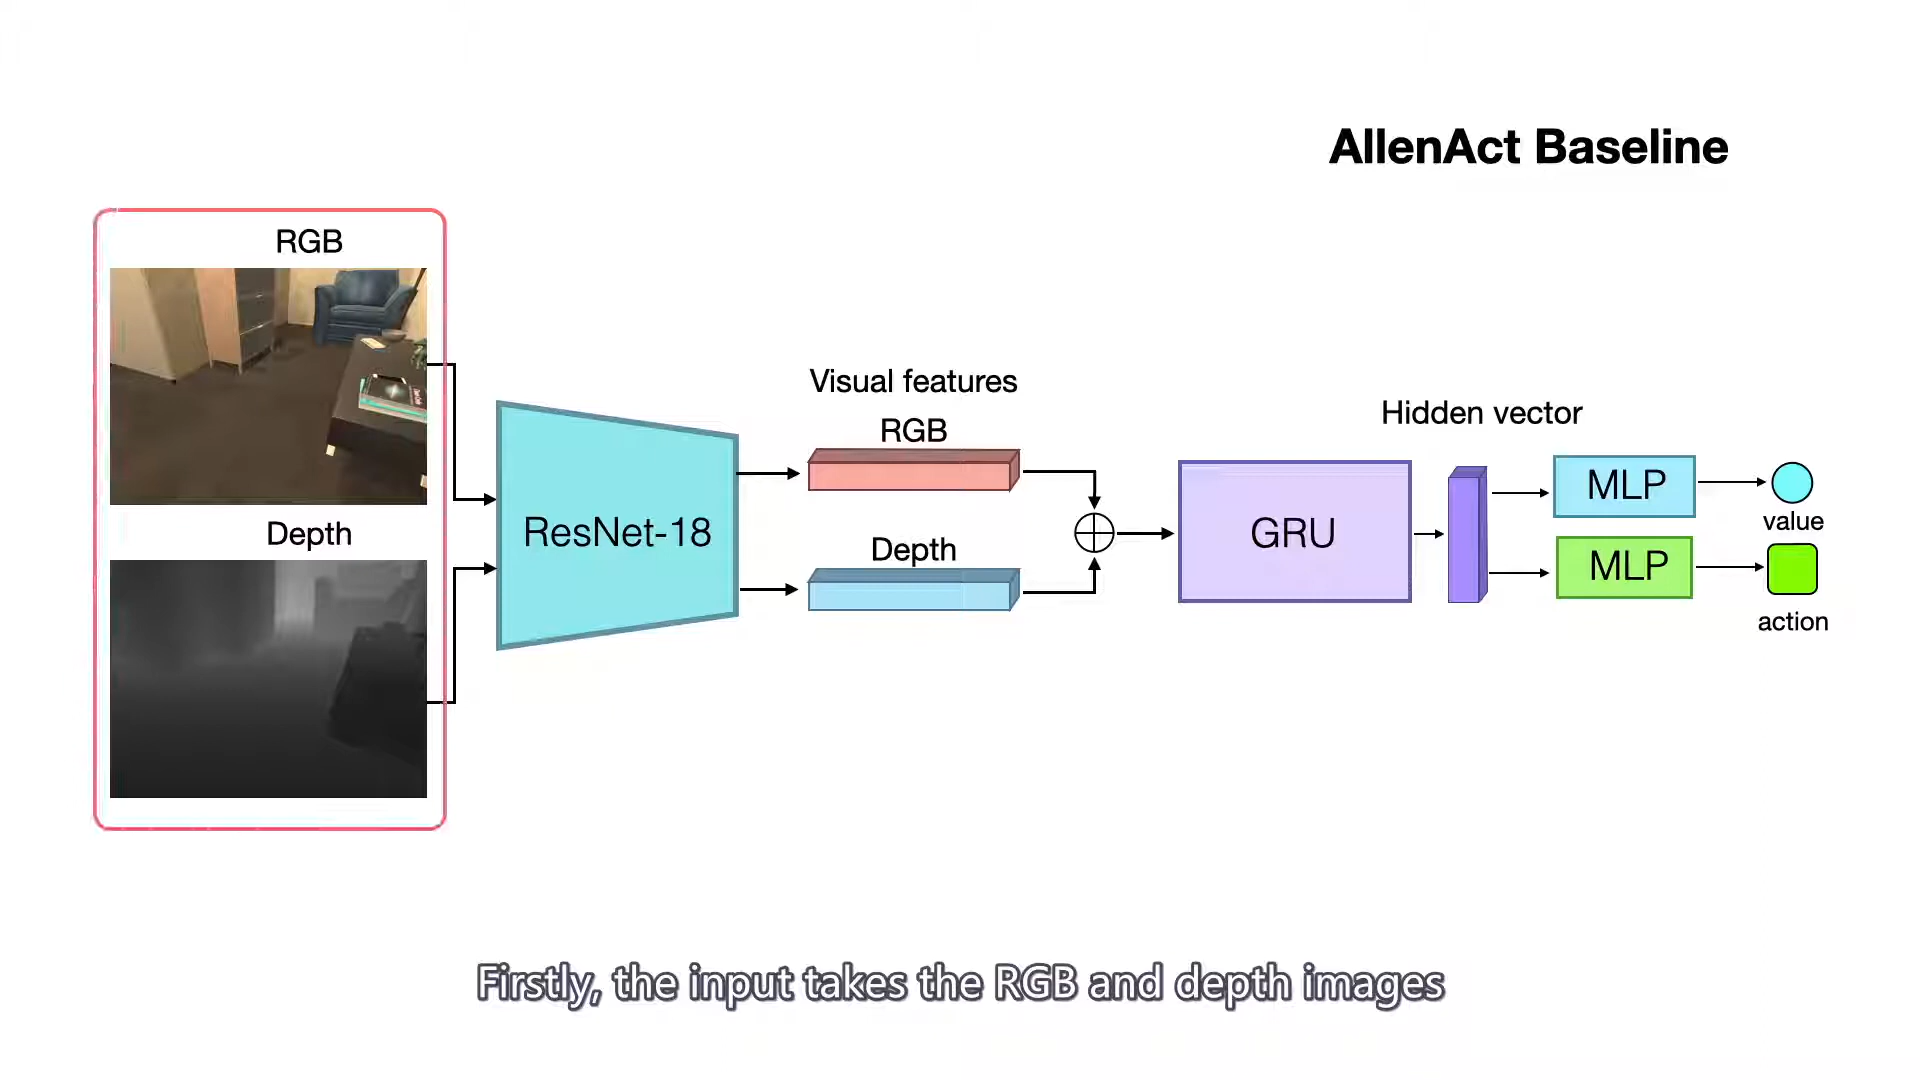 AllenAct Baseline
RGB
Depth
ResNet-18
Visual features
RGB
Depth
GRU
Hidden vector
MLP
value
MLP
action
Firstly, the input takes the RGB and depth images